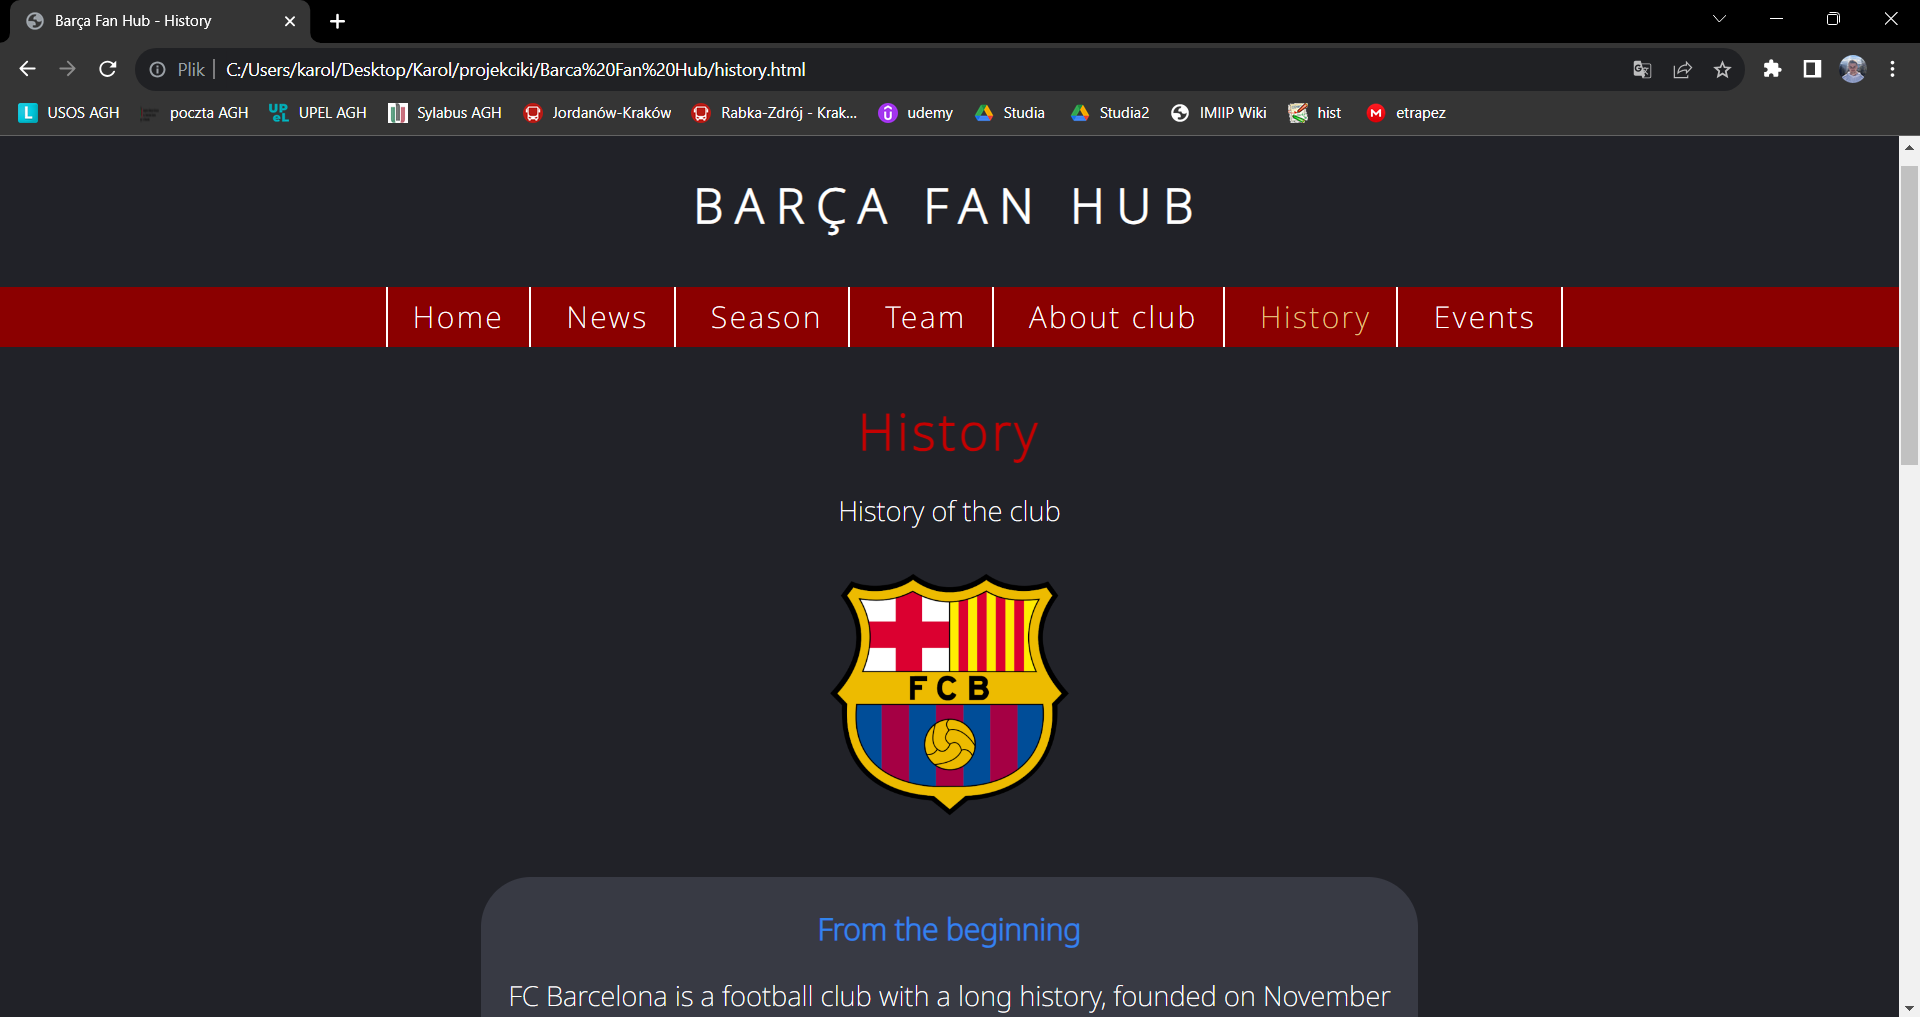 Barça Fan Hub - History
Plik C:/Users/karol/Desktop/Karol/projekciki/Barca%20Fan%20Hub/history.html
L USOS AGH poczta AGH UPeL UPEL AGH Sylabus AGH Jordanów-Kraków Rabka-Zdrój - Krak... û udemy Studia Studia2 IMIIP Wiki hist M etrapez
BARÇA FAN HUB
Home News Season Team About club History Events
History
History of the club
FCB
From the beginning
FC Barcelona is a football club with a long history, founded on November